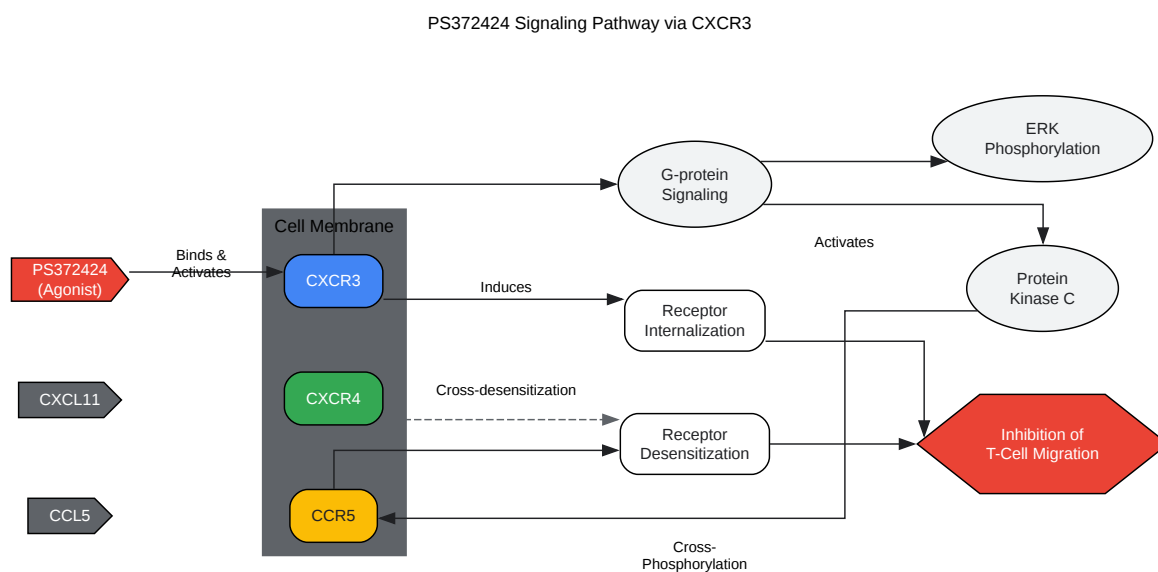 PS372424 Signaling Pathway via CXCR3
ERK
Phosphorylation
G-protein
Signaling
Cell Membrane
Binds &
Activates
Activates
PS372424
(Agonist)
CXCR3
Induces
Protein
Kinase C
Receptor
Internalization
CXCL11
CXCR4
Cross-desensitization
Receptor
Desensitization
Inhibition of
T-Cell Migration
CCL5
CCR5
Cross-
Phosphorylation